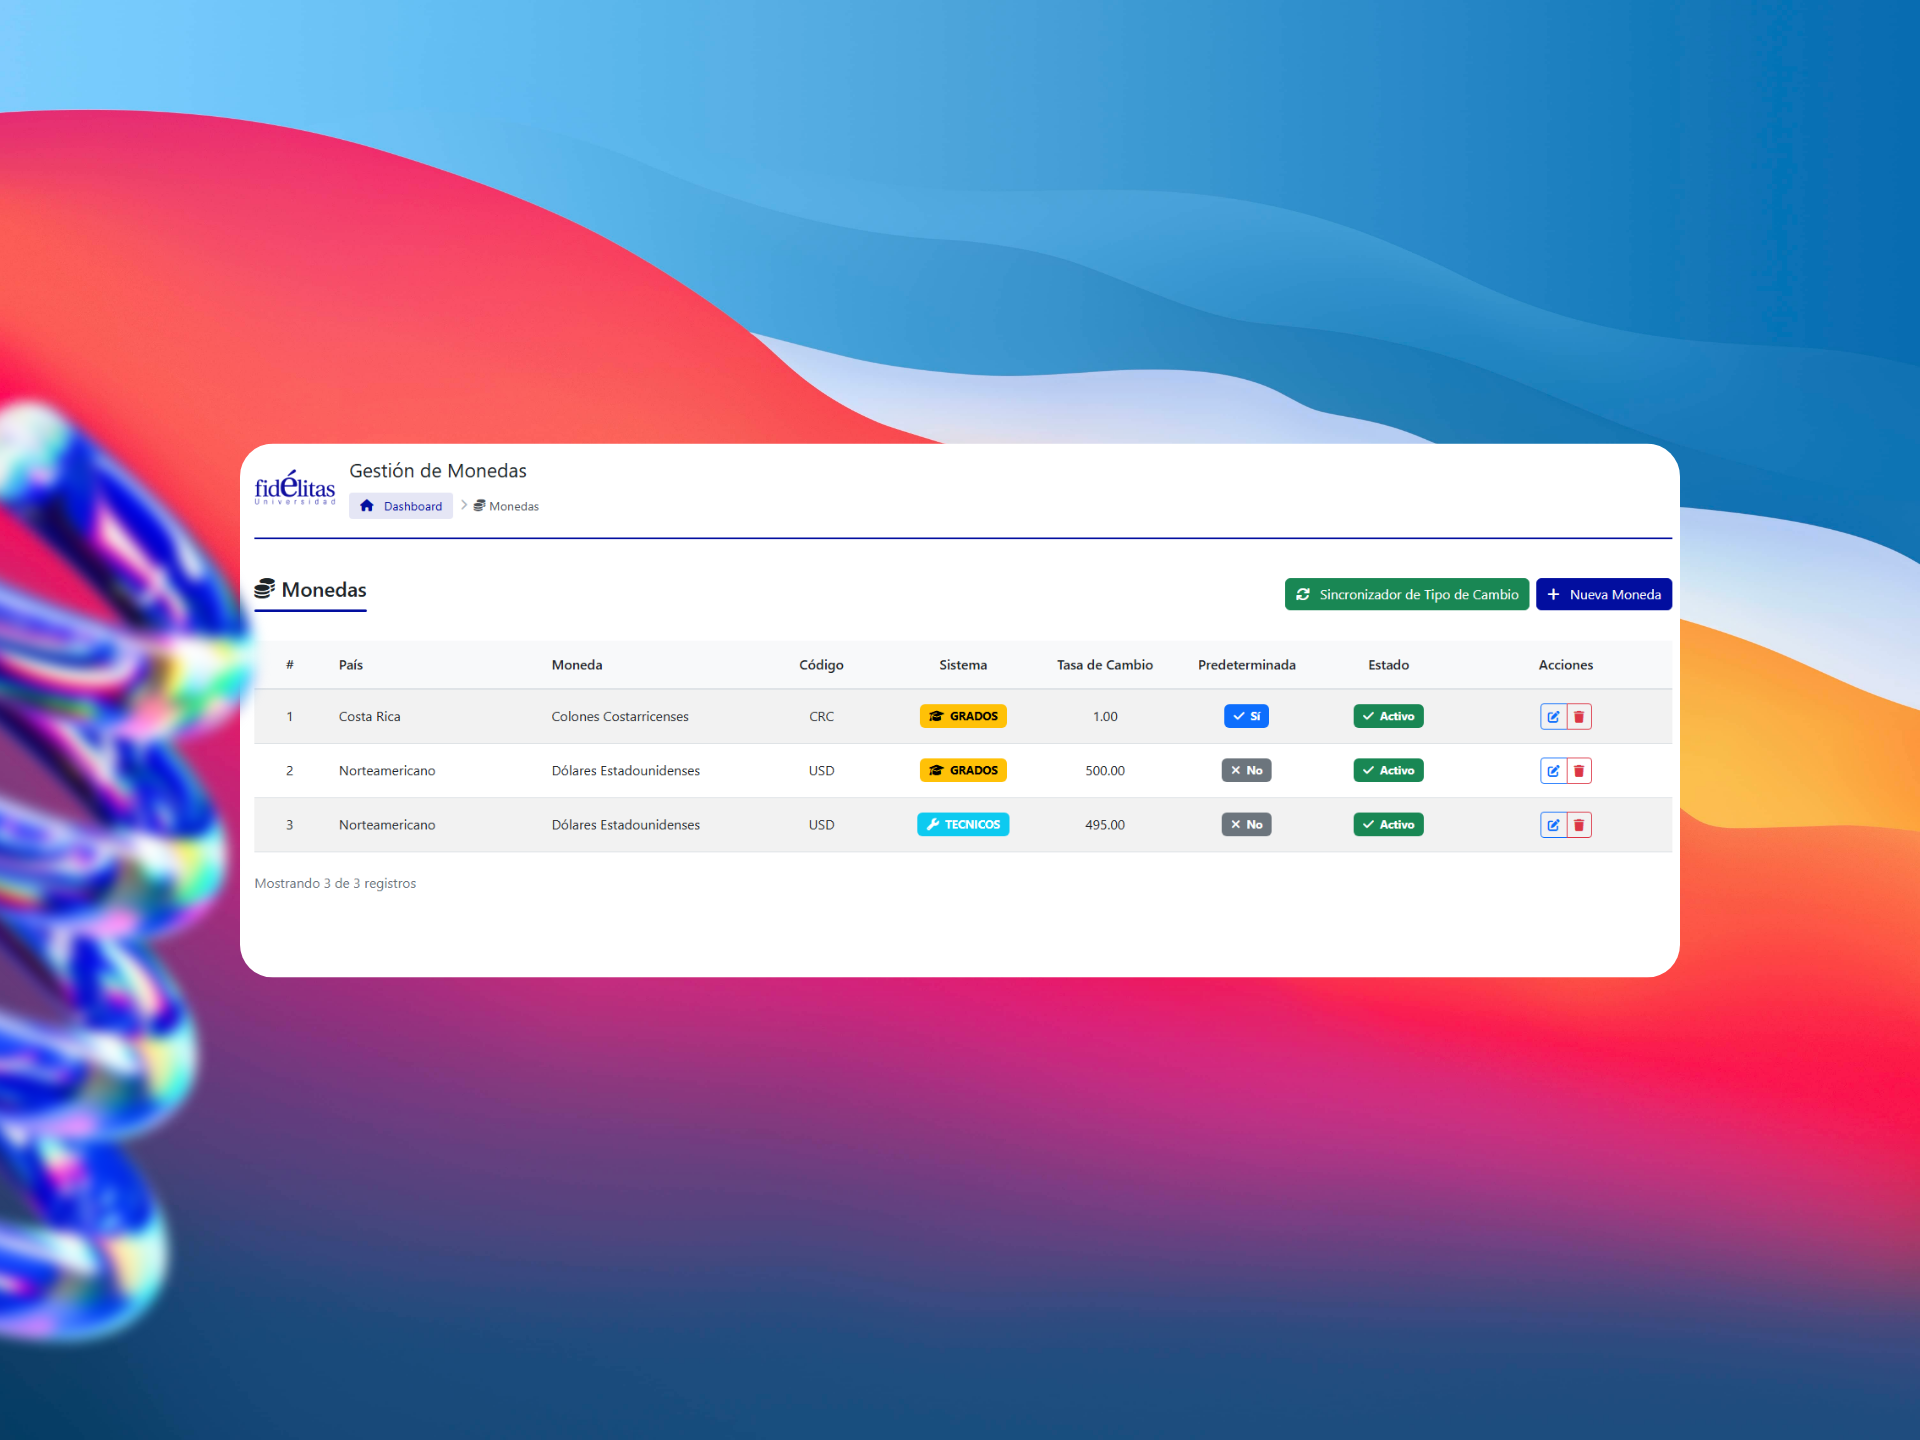 fidélitas
Universidad
Gestión de Monedas
Dashboard > Monedas
Monedas
Sincronizador de Tipo de Cambio
Nueva Moneda
# País Moneda Código Sistema Tasa de Cambio Predeterminada Estado Acciones
1 Costa Rica Colones Costarricenses CRC GRADOS 1.00 Sí Activo
2 Norteamericano Dólares Estadounidenses USD GRADOS 500.00 No Activo
3 Norteamericano Dólares Estadounidenses USD TECNICOS 495.00 No Activo
Mostrando 3 de 3 registros